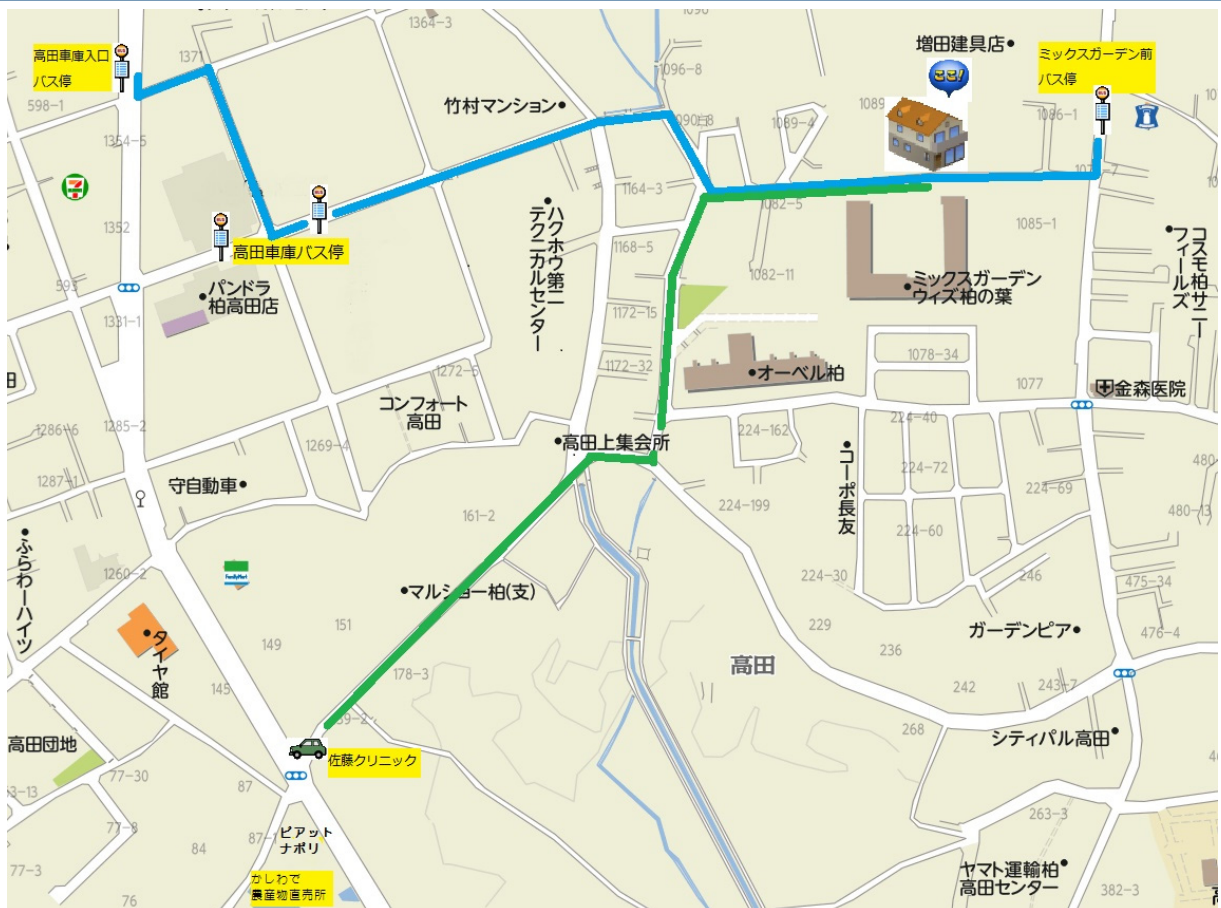 1364-3
1096
高田車庫入口
バス停
1371
増田建具店
ミックスガーデン前
バス停
ここ!
1096-8
598-1
竹村マンション
1089
1086-1
1354-5
1089-4
1164-3
1082-5
1085-1
1352
ハクホウ第二
テクニカルセンター
1168-5
コスモ柏サニー
フィールズ
高田車庫バス停
1082-11
パンドラ
柏高田店
ミックスガーデン
ウィズ柏の葉
593
1331-1
1172-15
1078-34
1172-32
オーベル柏
1272-5
1077
金森医院
コンフォート
高田
1286-6
1285-2
1269-4
高田上集会所
224-162
224-40
コーポ長友
224-72
1287-1
守自動車
161-2
224-199
224-69
480-13
224-60
ふらわーハイツ
1260-2
FamilyMart
マルショー柏(支)
224-30
246
475-34
タイヤ館
151
149
229
ガーデンピア
476-4
236
高田
178-3
145
242
243-7
268
高田団地
シティパル高田
佐藤クリニック
77-30
87
77-8
87-1
ピアット
ナポリ
263-3
84
77-3
かしわで
農産物直売所
ヤマト運輸柏
高田センター
76
382-3